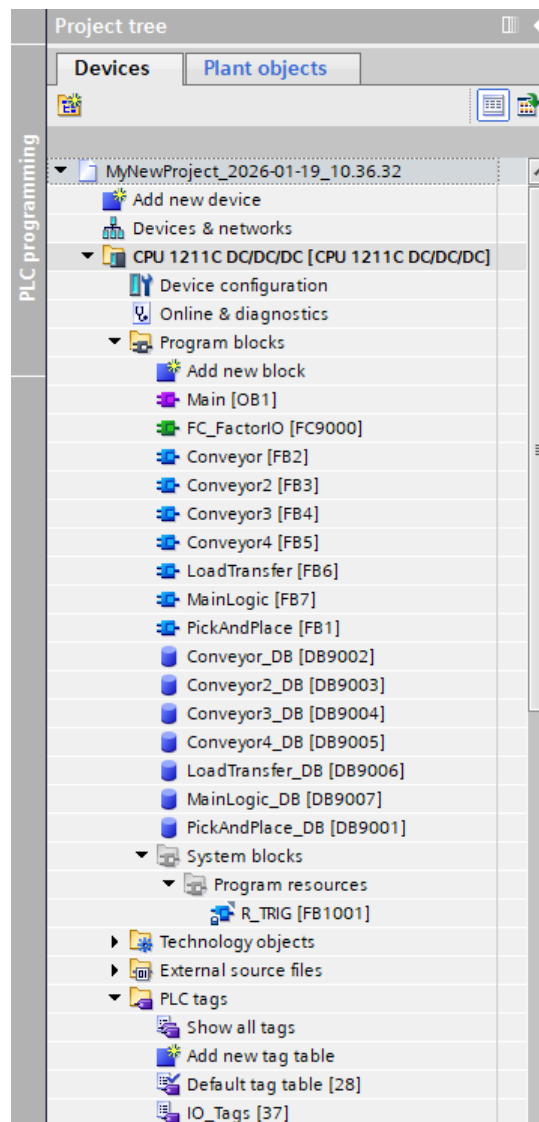 Project tree
Devices
Plant objects
PLC programming
MyNewProject_2026-01-19_10.36.32
Add new device
Devices & networks
CPU 1211C DC/DC/DC [CPU 1211C DC/DC/DC]
Device configuration
Online & diagnostics
Program blocks
Add new block
Main [OB1]
FC_FactorIO [FC9000]
Conveyor [FB2]
Conveyor2 [FB3]
Conveyor3 [FB4]
Conveyor4 [FB5]
LoadTransfer [FB6]
MainLogic [FB7]
PickAndPlace [FB1]
Conveyor_DB [DB9002]
Conveyor2_DB [DB9003]
Conveyor3_DB [DB9004]
Conveyor4_DB [DB9005]
LoadTransfer_DB [DB9006]
MainLogic_DB [DB9007]
PickAndPlace_DB [DB9001]
System blocks
Program resources
R_TRIG [FB1001]
Technology objects
External source files
PLC tags
Show all tags
Add new tag table
Default tag table [28]
IO_Tags [37]